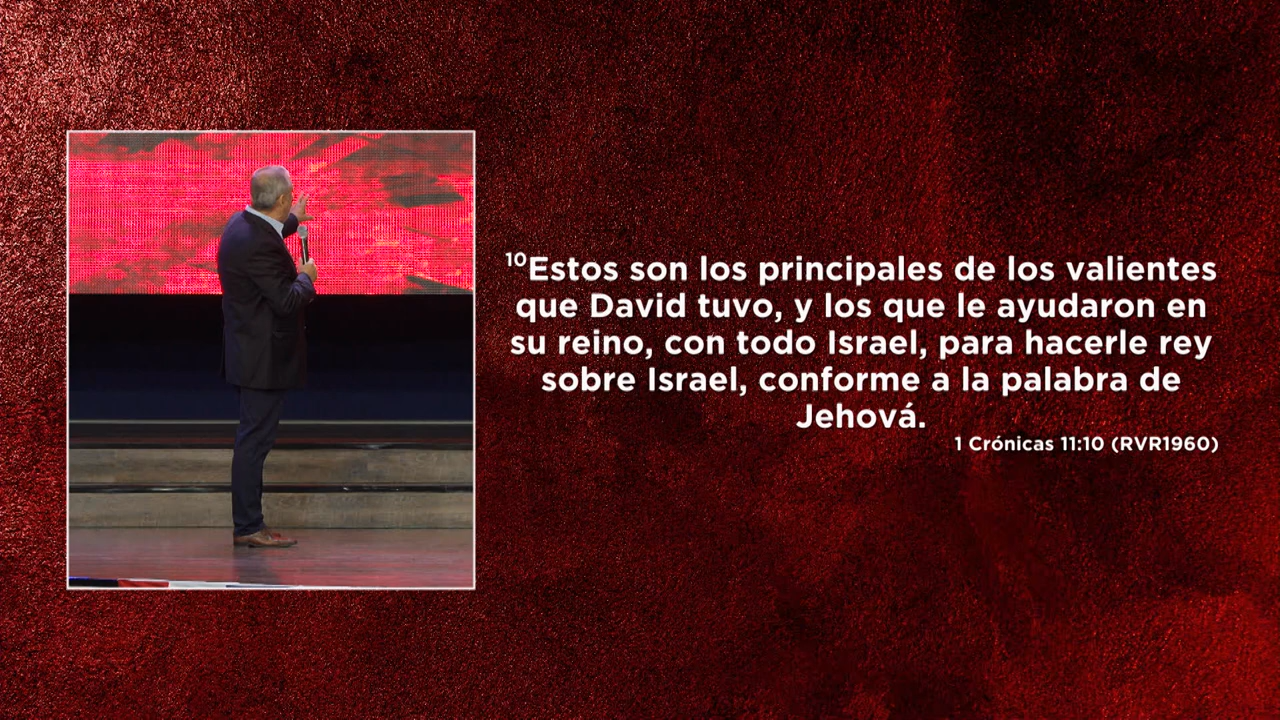 ¹⁰Estos son los principales de los valientes
que David tuvo, y los que le ayudaron en
su reino, con todo Israel, para hacerle rey
sobre Israel, conforme a la palabra de
Jehová.
1 Crónicas 11:10 (RVR1960)